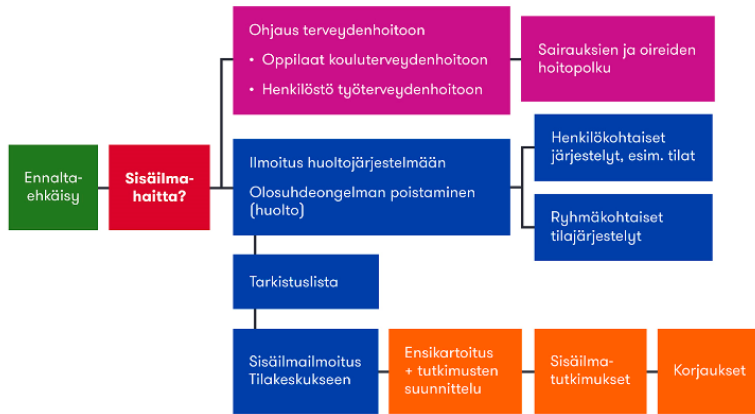 Ohjaus terveydenhoitoon
• Oppilaat kouluterveydenhoitoon
• Henkilöstö työterveydenhoitoon
Sairauksien ja oireiden
hoitopolku
Ennalta-
ehkäisy
Sisäilma-
haitta?
Ilmoitus huoltojärjestelmään
Olosuhdeongelman poistaminen
(huolto)
Henkilökohtaiset
järjestelyt, esim. tilat
Ryhmäkohtaiset
tilajärjestelyt
Tarkistuslista
Sisäilmailmoitus
Tilakeskukseen
Ensikartoitus
+ tutkimusten
suunnittelu
Sisäilma-
tutkimukset
Korjaukset